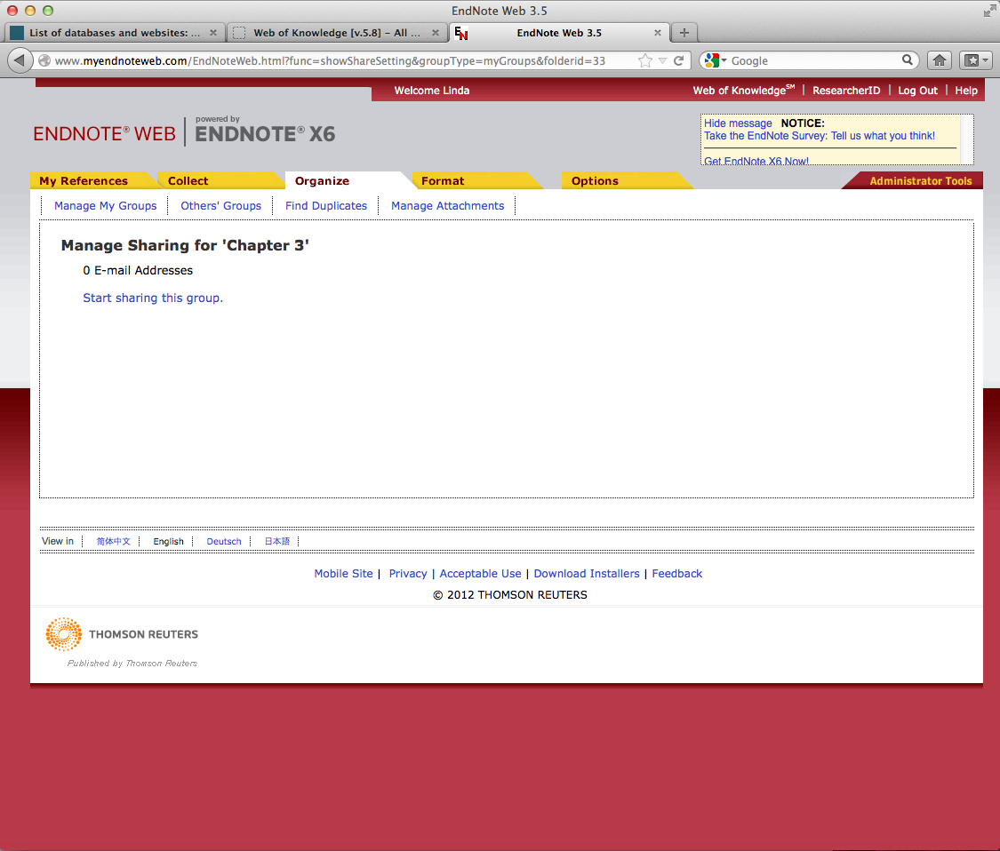 EndNote Web 3.5
List of databases and websites: ...
Web of Knowledge [v.5.8] – All ...
EndNote Web 3.5
www.myendnoteweb.com/EndNoteWeb.html?func=showShareSetting&groupType=myGroups&folderid=33
Google
Welcome Linda
Web of Knowledge℠ | ResearcherID | Log Out | Help
ENDNOTE® WEB
powered by
ENDNOTE® X6
Hide message NOTICE:
Take the EndNote Survey: Tell us what you think!
Get EndNote X6 Now!
My References
Collect
Organize
Format
Options
Administrator Tools
Manage My Groups
Others' Groups
Find Duplicates
Manage Attachments
Manage Sharing for 'Chapter 3'
0 E-mail Addresses
Start sharing this group.
View in
简体中文
English
Deutsch
日本語
Mobile Site | Privacy | Acceptable Use | Download Installers | Feedback
© 2012 THOMSON REUTERS
THOMSON REUTERS
Published by Thomson Reuters